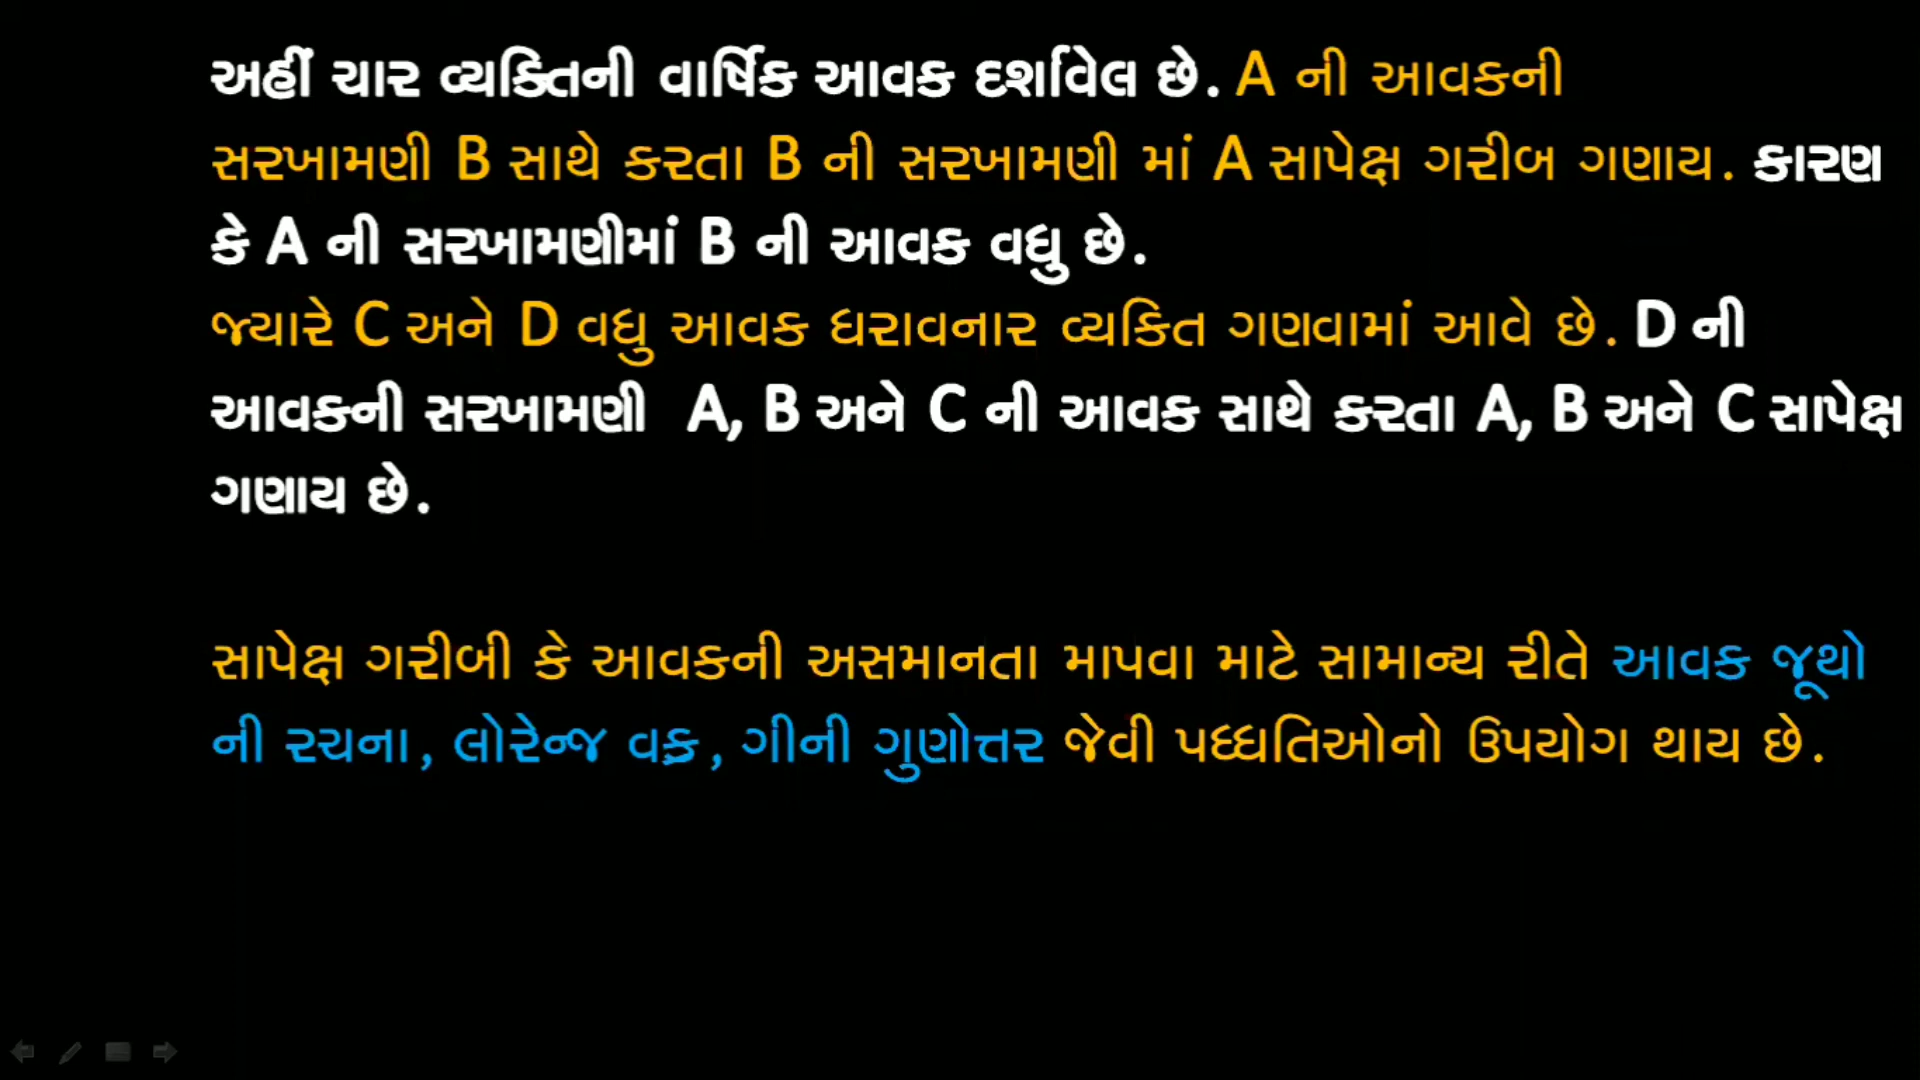 અહીં ચાર વ્યક્તિની વાર્ષિક આવક દર્શાવેલ છે. A ની આવકની
સરખામણી B સાથે કરતા B ની સરખામણી માં A સાપેક્ષ ગરીબ ગણાય. કારણ
કે A ની સરખામણીમાં B ની આવક વધુ છે.
જ્યારે C અને D વધુ આવક ધરાવનાર વ્યકિત ગણવામાં આવે છે. D ની
આવકની સરખામણી A, B અને C ની આવક સાથે કરતા A, B અને C સાપેક્ષ
ગણાય છે.
સાપેક્ષ ગરીબી કે આવકની અસમાનતા માપવા માટે સામાન્ય રીતે આવક જૂથો
ની રચના, લોરેન્જ વક્ર, ગીની ગુણોત્તર જેવી પધ્ધતિઓનો ઉપયોગ થાય છે.